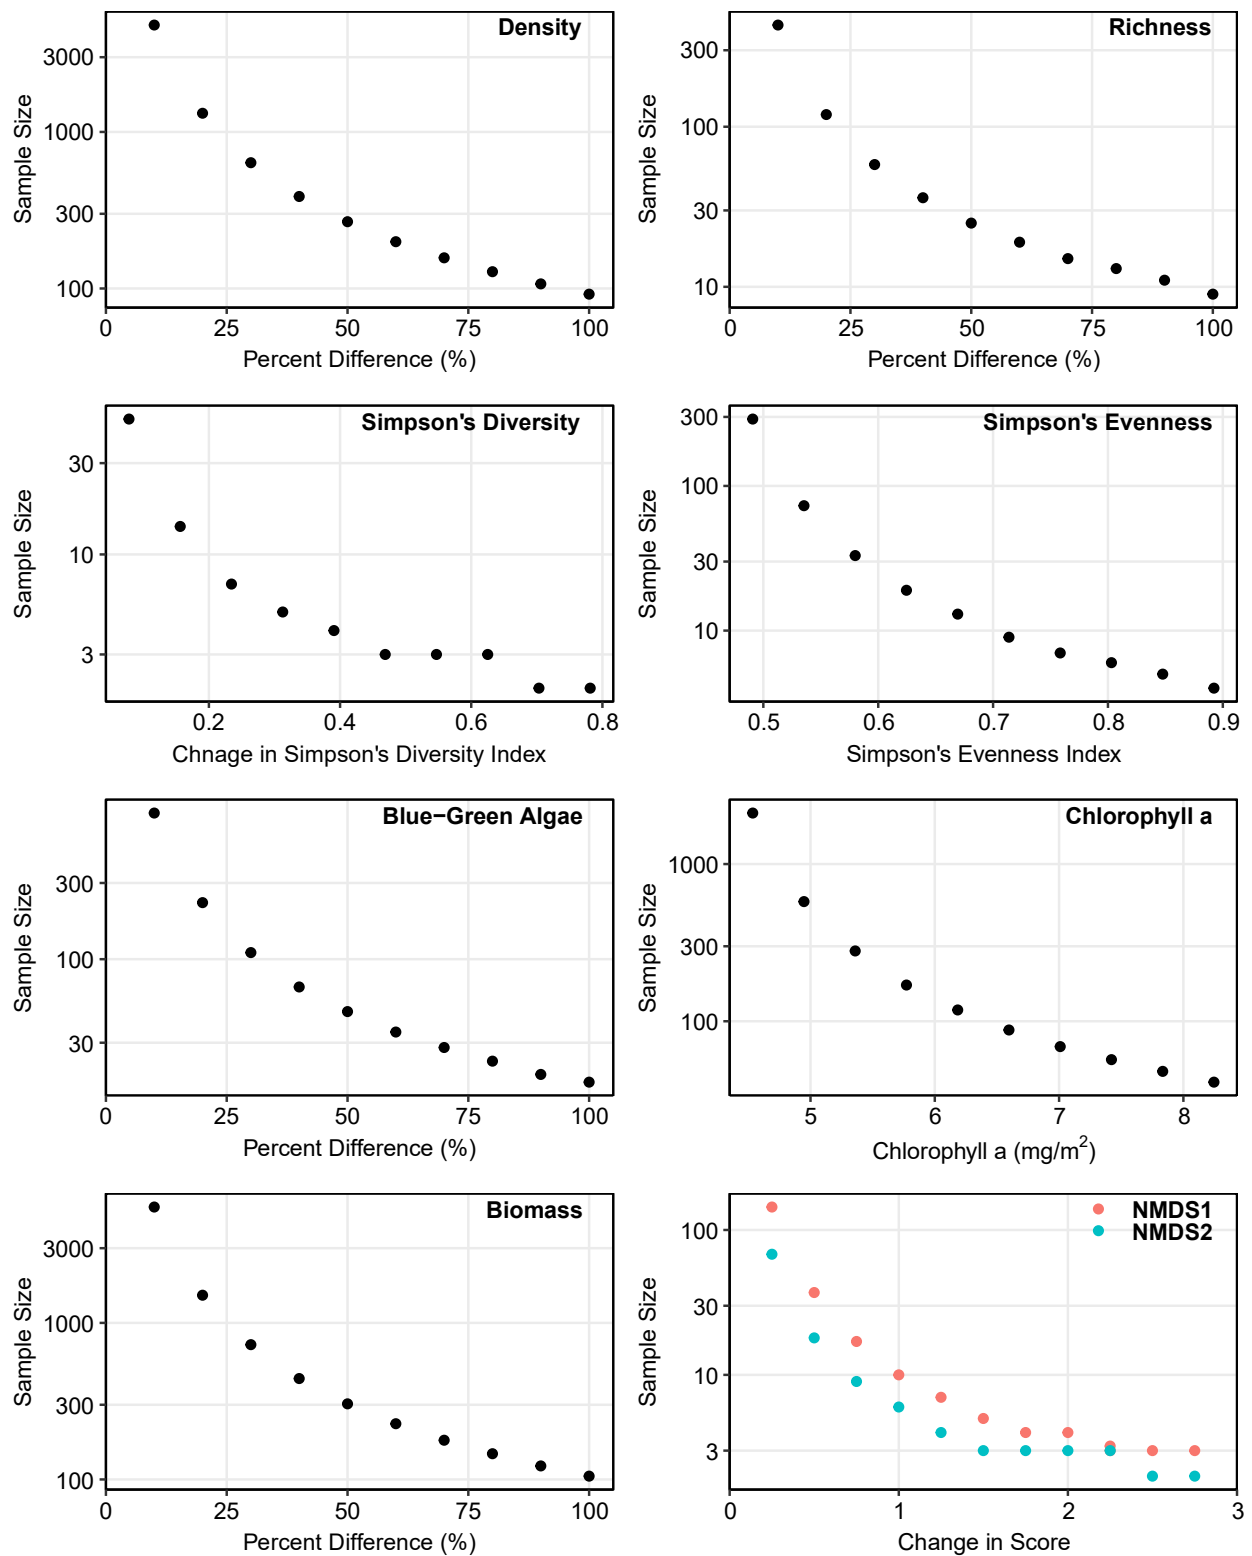 Density
Sample Size
3000
1000
300
100
0 25 50 75 100
Percent Difference (%)
Richness
Sample Size
300
100
30
10
0 25 50 75 100
Percent Difference (%)
Simpson's Diversity
Sample Size
30
10
3
0.2 0.4 0.6 0.8
Chnage in Simpson's Diversity Index
Simpson's Evenness
Sample Size
300
100
30
10
0.5 0.6 0.7 0.8 0.9
Simpson's Evenness Index
Blue−Green Algae
Sample Size
300
100
30
0 25 50 75 100
Percent Difference (%)
Chlorophyll a
Sample Size
1000
300
100
5 6 7 8
Chlorophyll a (mg/m²)
Biomass
Sample Size
3000
1000
300
100
0 25 50 75 100
Percent Difference (%)
NMDS1
NMDS2
Sample Size
100
30
10
3
0 1 2 3
Change in Score